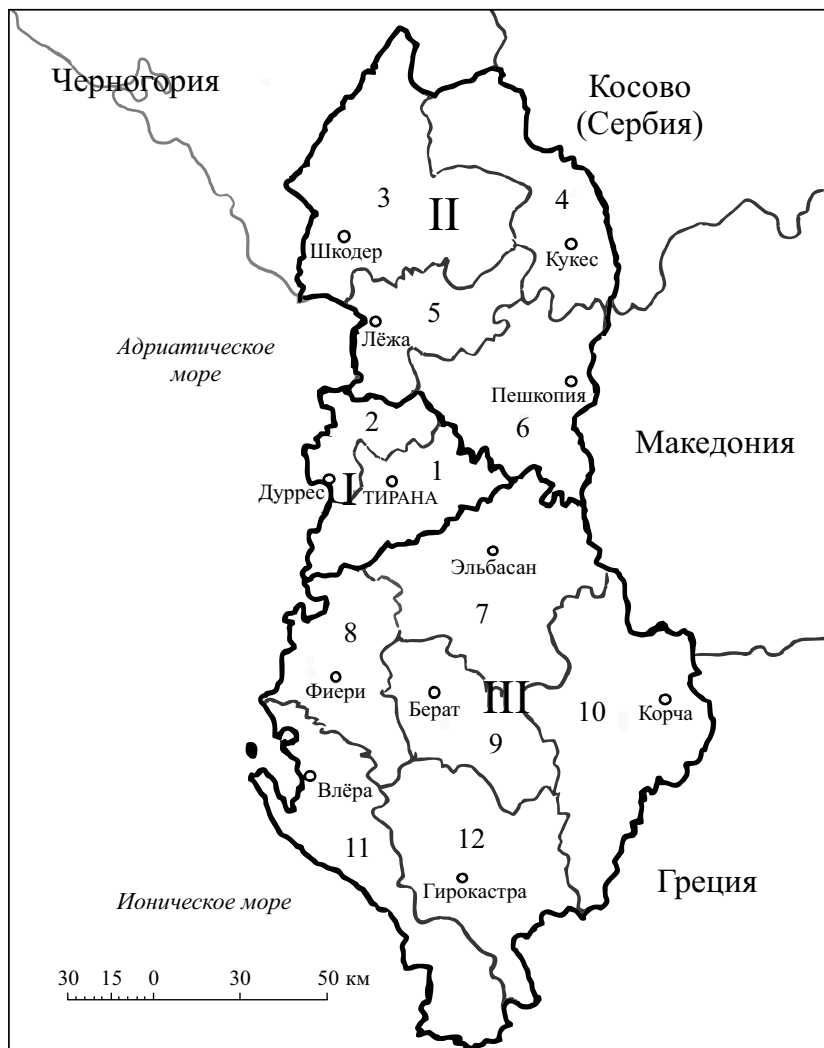 Черногория
Косово
(Сербия)
3
II
4
Шкодер
Кукес
5
Лёжа
Адриатическое
море
Пешкопия
2
6
Македония
1
Дуррес
I
ТИРАНА
Эльбасан
7
8
Фиери
Берат
III
10
Корча
9
Влёра
12
11
Гирокастра
Греция
Ионическое море
30 15 0 30 50 км